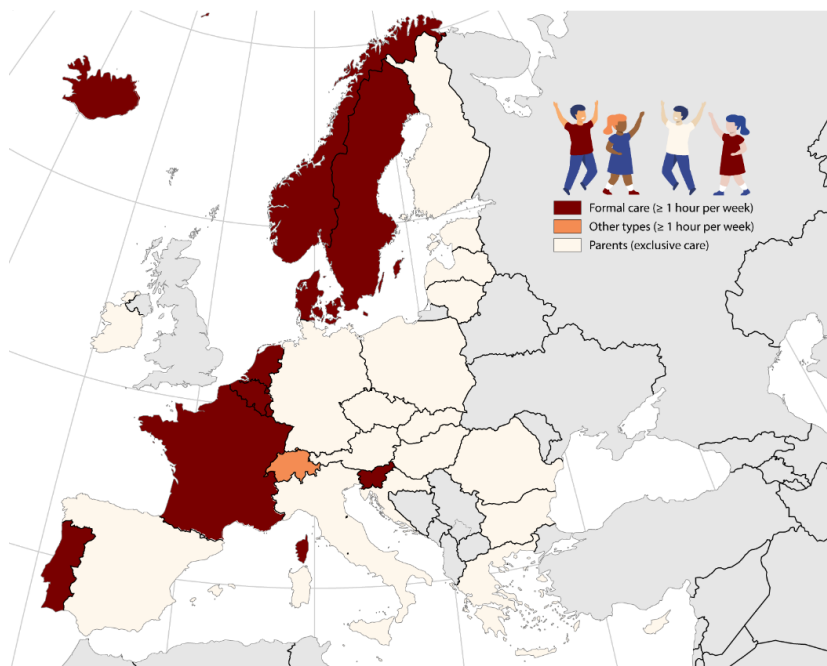 Formal care (≥ 1 hour per week)
Other types (≥ 1 hour per week)
Parents (exclusive care)